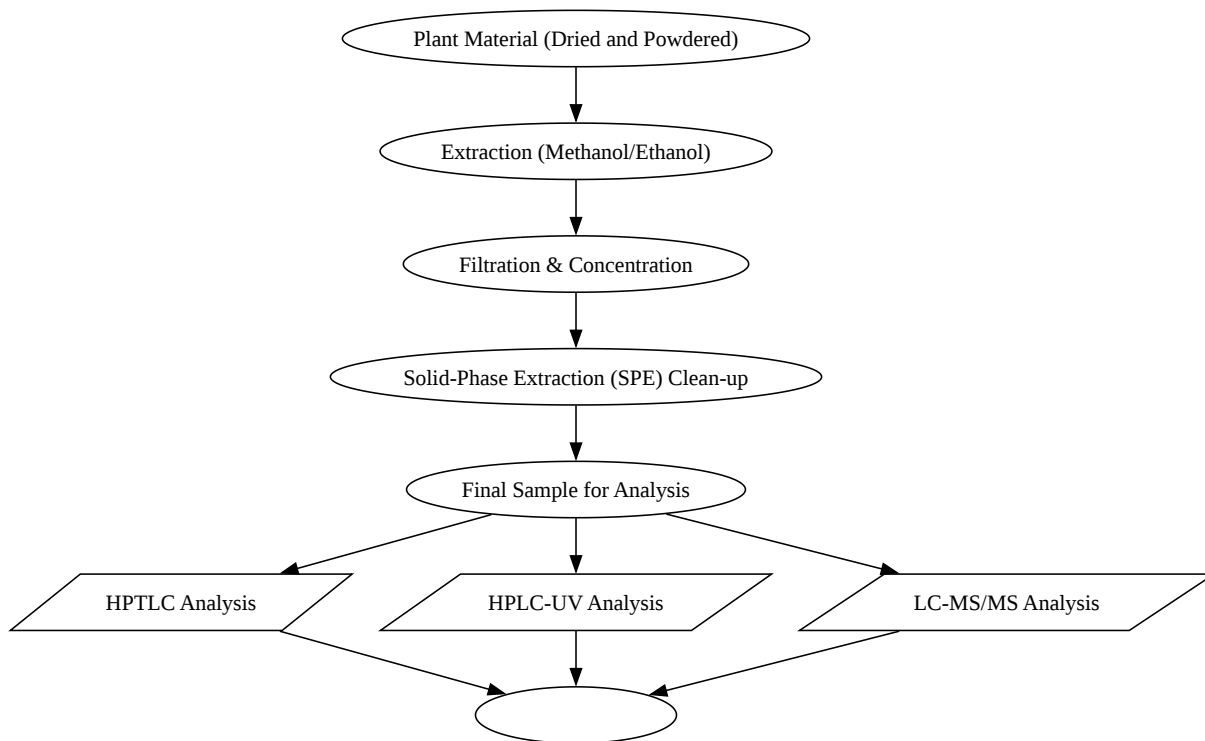 Plant Material (Dried and Powdered)
Extraction (Methanol/Ethanol)
Filtration & Concentration
Solid-Phase Extraction (SPE) Clean-up
Final Sample for Analysis
HPTLC Analysis
HPLC-UV Analysis
LC-MS/MS Analysis